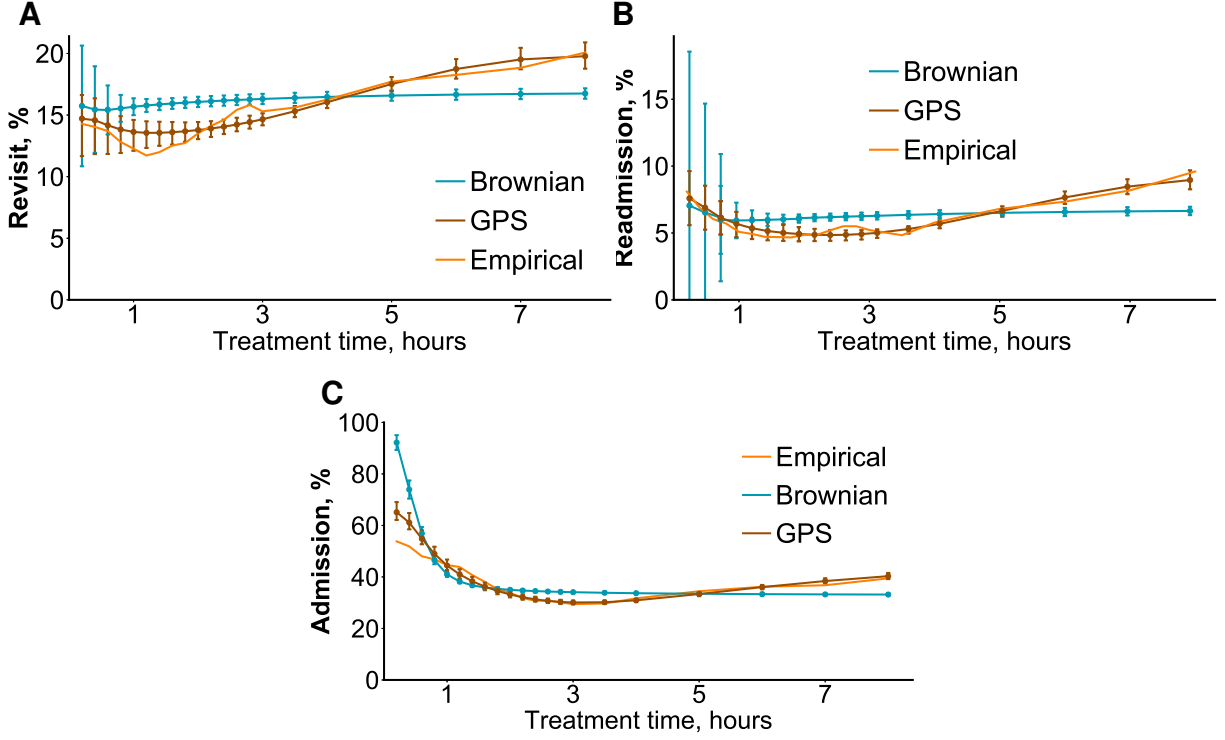 A
Revisit, %
20
15
10
5
0
1 3 5 7
Treatment time, hours
Brownian
GPS
Empirical
B
Readmission, %
15
10
5
0
1 3 5 7
Treatment time, hours
Brownian
GPS
Empirical
C
Admission, %
100
80
60
40
20
0
1 3 5 7
Treatment time, hours
Empirical
Brownian
GPS